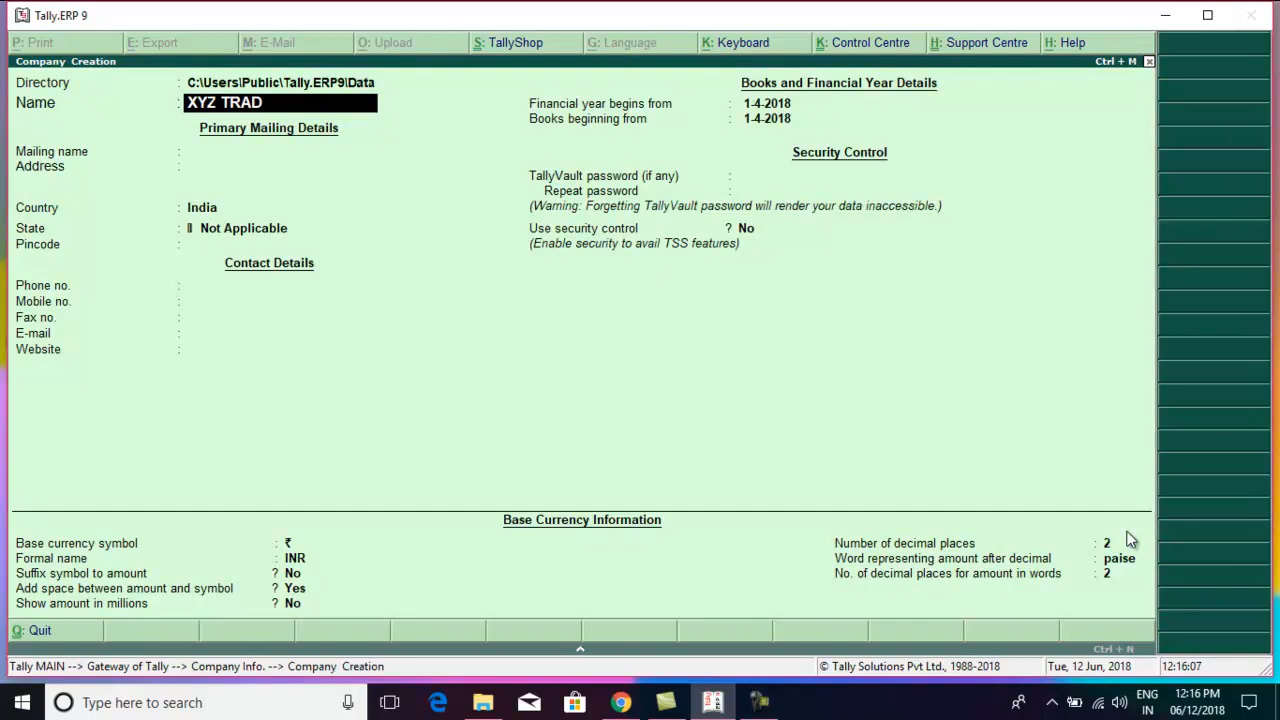 Tally.ERP 9
P: Print E: Export M: E-Mail O: Upload S: TallyShop G: Language K: Keyboard K: Control Centre H: Support Centre H: Help
Company Creation Ctrl + M
Directory : C:\Users\Public\Tally.ERP9\Data
Name : XYZ TRAD
Primary Mailing Details
Mailing name :
Address :
Country : India
State : Not Applicable
Pincode :
Contact Details
Phone no. :
Mobile no. :
Fax no. :
E-mail :
Website :
Books and Financial Year Details
Financial year begins from : 1-4-2018
Books beginning from : 1-4-2018
Security Control
TallyVault password (if any) :
Repeat password :
(Warning: Forgetting TallyVault password will render your data inaccessible.)
Use security control ? No
(Enable security to avail TSS features)
Base Currency Information
Base currency symbol : ₹
Formal name : INR
Suffix symbol to amount ? No
Add space between amount and symbol ? Yes
Show amount in millions ? No
Number of decimal places : 2
Word representing amount after decimal : paise
No. of decimal places for amount in words : 2
Q: Quit
Ctrl + N
Tally MAIN --> Gateway of Tally --> Company Info. --> Company Creation © Tally Solutions Pvt Ltd., 1988-2018 Tue, 12 Jun, 2018 12:16:07
Type here to search
ENG
IN
12:16 PM
06/12/2018